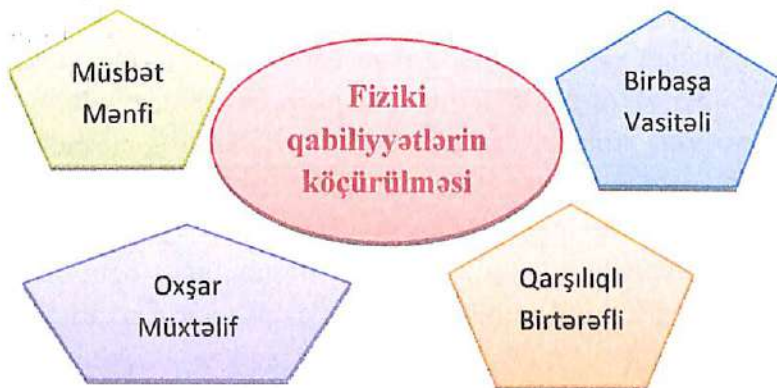 Müsbət
Mənfi
Fiziki
qabiliyyətlərin
köçürülməsi
Birbaşa
Vasitəli
Oxşar
Müxtəlif
Qarşılıqlı
Birtərəfli